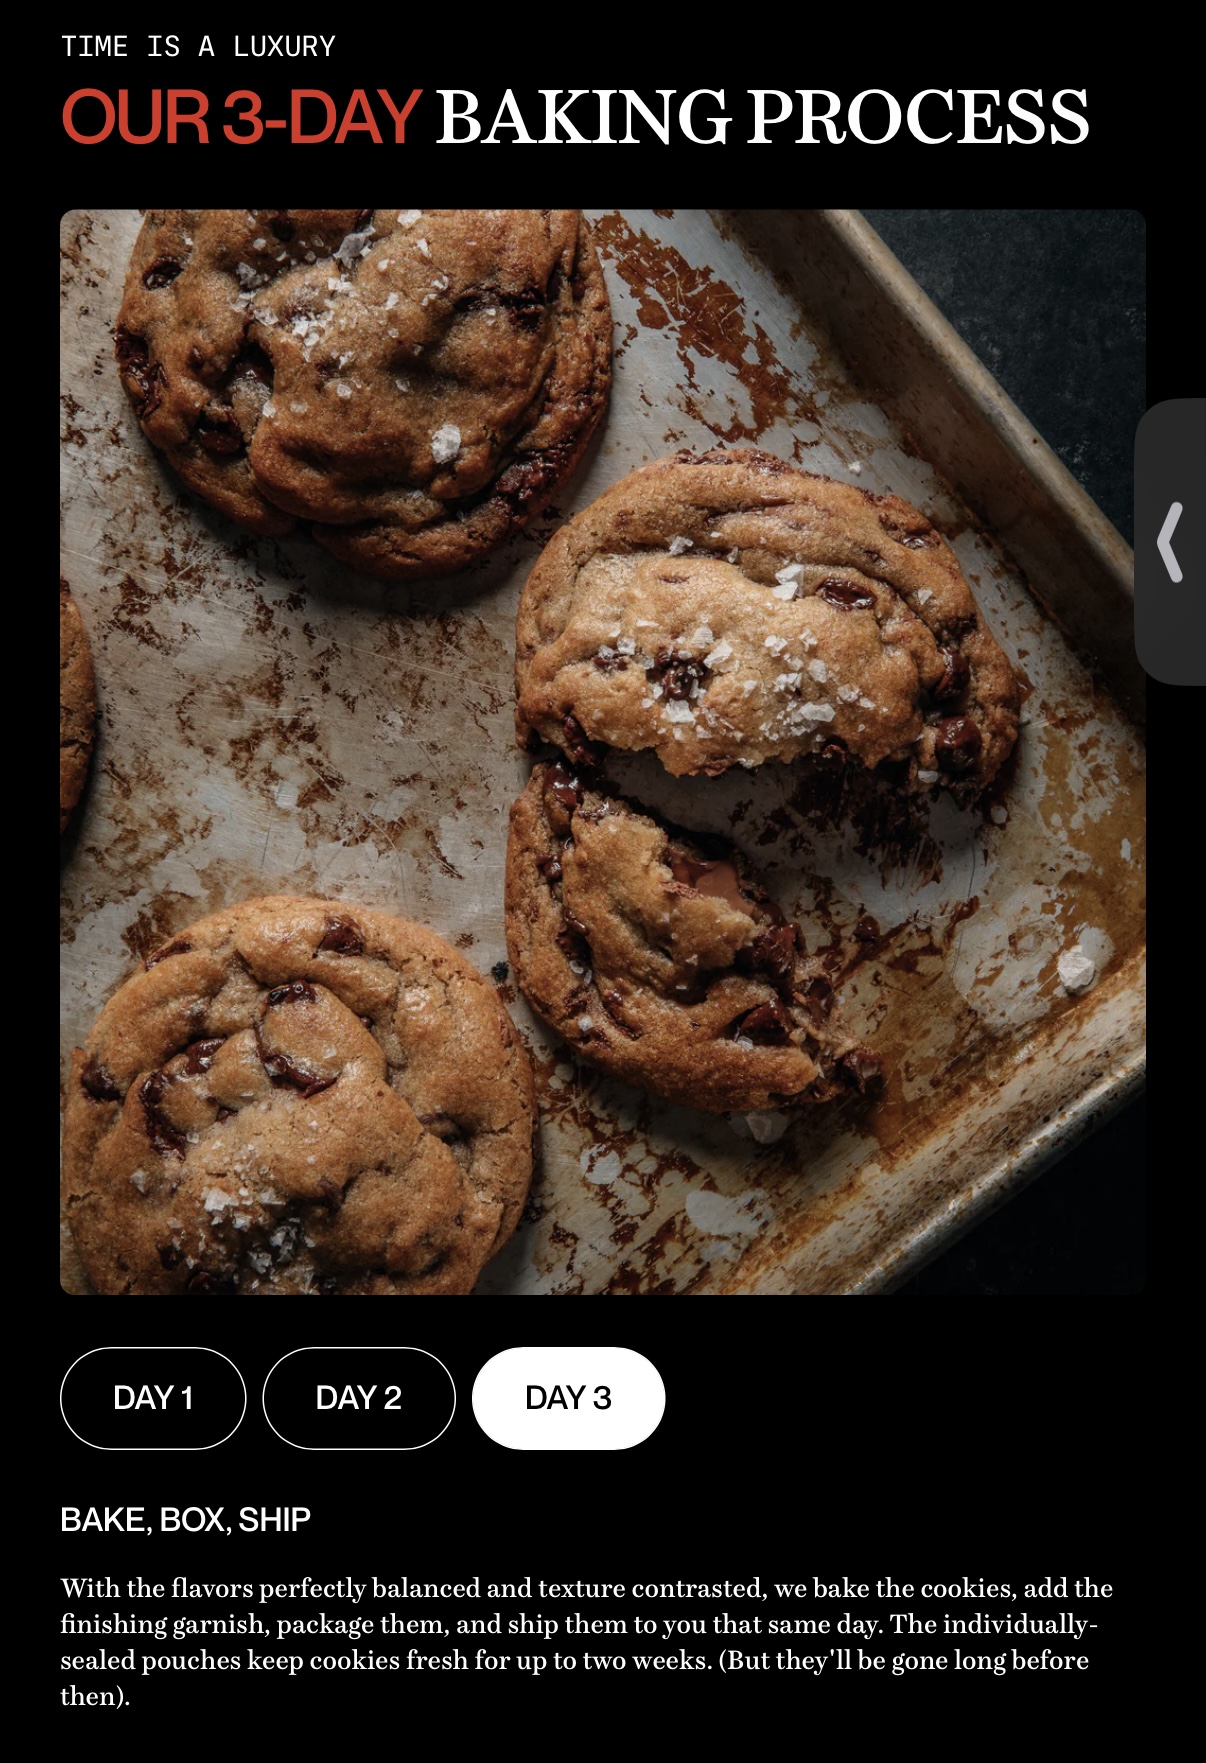 TIME IS A LUXURY
OUR 3-DAY BAKING PROCESS
DAY 1
DAY 2
DAY 3
BAKE, BOX, SHIP
With the flavors perfectly balanced and texture contrasted, we bake the cookies, add the
finishing garnish, package them, and ship them to you that same day. The individually-
sealed pouches keep cookies fresh for up to two weeks. (But they'll be gone long before
then).